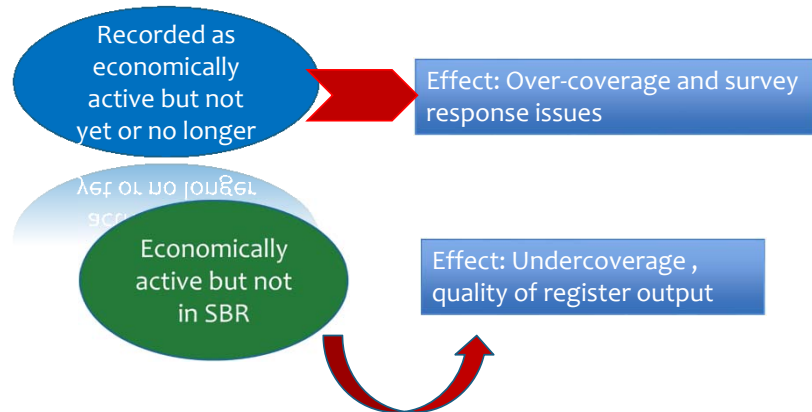 Recorded as
economically
active but not
yet or no longer
Effect: Over-coverage and survey
response issues
Economically
active but not
in SBR
Effect: Undercoverage ,
quality of register output